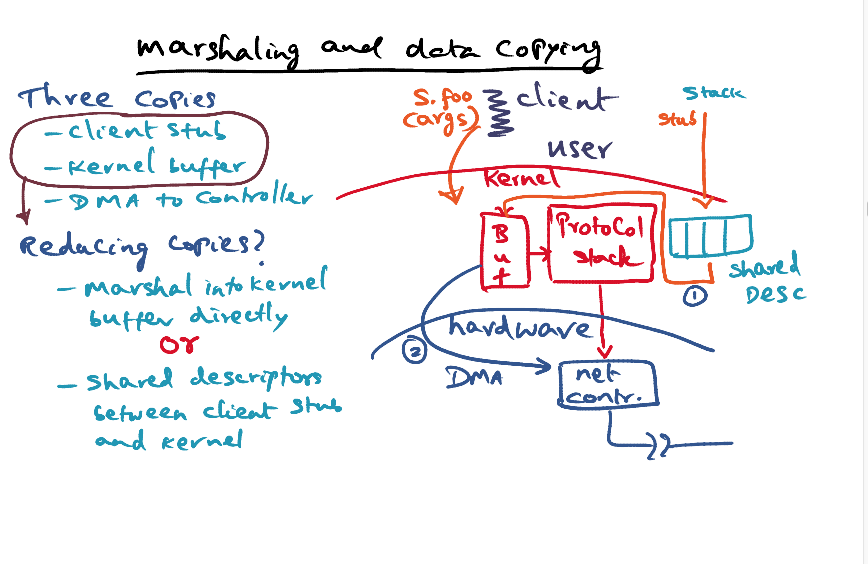 marshaling and data copying
Three copies
- client stub
- Kernel buffer
- DMA to controller
Reducing copies?
- marshal into kernel
buffer directly
OR
- shared descriptors
between client stub
and kernel
S.foo
(args)
client
user
stack
stub
Kernel
Buf
Protocol
stack
shared
Desc
1
hardware
2
DMA
net
contr.